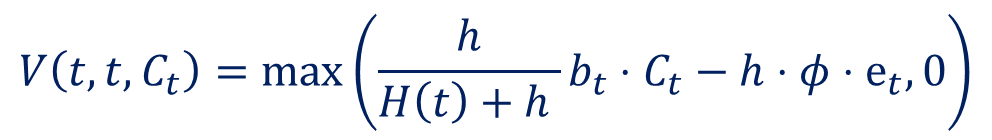 V(t, t, C_t) = max(h/(H(t) + h) b_t · C_t − h · ϕ · e_t, 0)